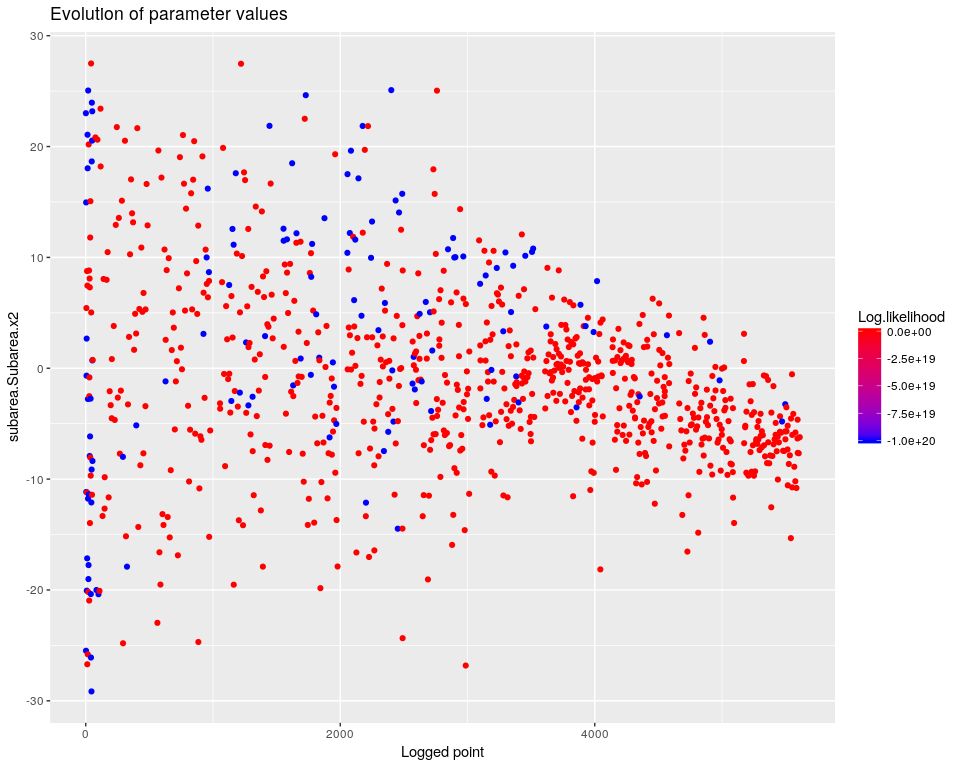 Evolution of parameter values
30
20
10
0
-10
-20
-30
subarea.Subarea.x2
0
2000
4000
Logged point
Log.likelihood
0.0e+00
-2.5e+19
-5.0e+19
-7.5e+19
-1.0e+20